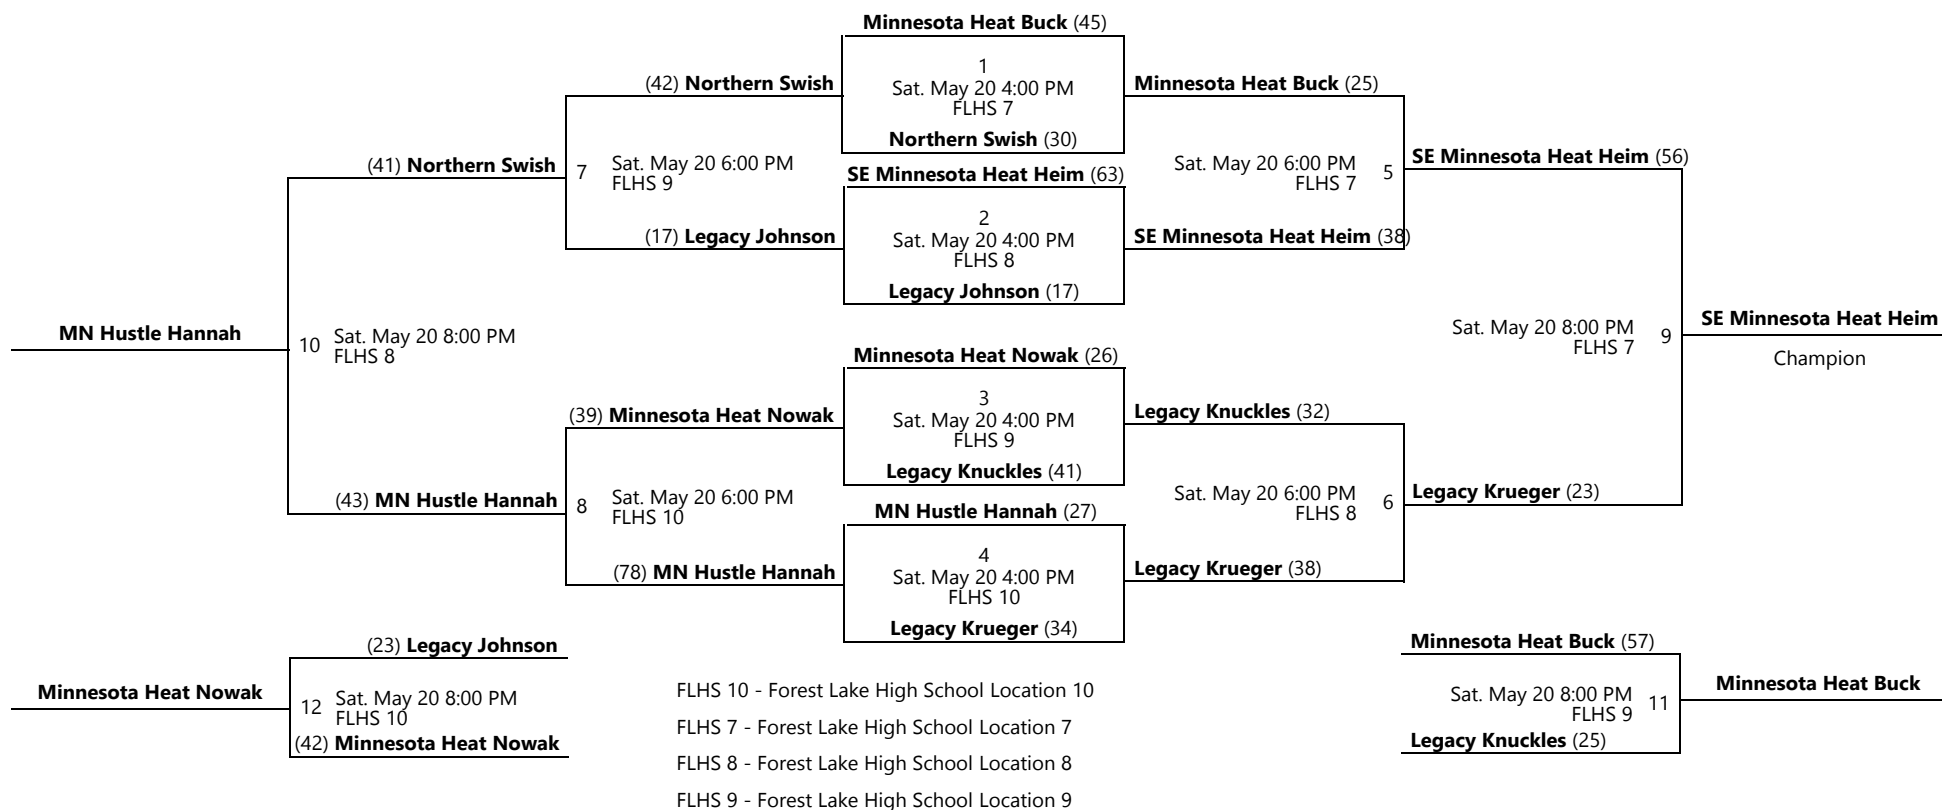 Minnesota Heat Buck (45)
1
Sat. May 20 4:00 PM
FLHS 7
Northern Swish (30)
SE Minnesota Heat Heim (63)
2
Sat. May 20 4:00 PM
FLHS 8
Legacy Johnson (17)
Minnesota Heat Nowak (26)
3
Sat. May 20 4:00 PM
FLHS 9
Legacy Knuckles (41)
MN Hustle Hannah (27)
4
Sat. May 20 4:00 PM
FLHS 10
Legacy Krueger (34)
Minnesota Heat Buck (25)
Sat. May 20 6:00 PM
FLHS 7
5
SE Minnesota Heat Heim (38)
Legacy Knuckles (32)
Sat. May 20 6:00 PM
FLHS 8
6
Legacy Krueger (38)
SE Minnesota Heat Heim (56)
Sat. May 20 8:00 PM
FLHS 7
9
Legacy Krueger (23)
SE Minnesota Heat Heim
Champion
(42) Northern Swish
7
Sat. May 20 6:00 PM
FLHS 9
(17) Legacy Johnson
(39) Minnesota Heat Nowak
8
Sat. May 20 6:00 PM
FLHS 10
(78) MN Hustle Hannah
(41) Northern Swish
10
Sat. May 20 8:00 PM
FLHS 8
(43) MN Hustle Hannah
MN Hustle Hannah
(23) Legacy Johnson
12
Sat. May 20 8:00 PM
FLHS 10
(42) Minnesota Heat Nowak
Minnesota Heat Nowak
Minnesota Heat Buck (57)
Sat. May 20 8:00 PM
FLHS 9
11
Legacy Knuckles (25)
Minnesota Heat Buck
FLHS 10 - Forest Lake High School Location 10
FLHS 7 - Forest Lake High School Location 7
FLHS 8 - Forest Lake High School Location 8
FLHS 9 - Forest Lake High School Location 9